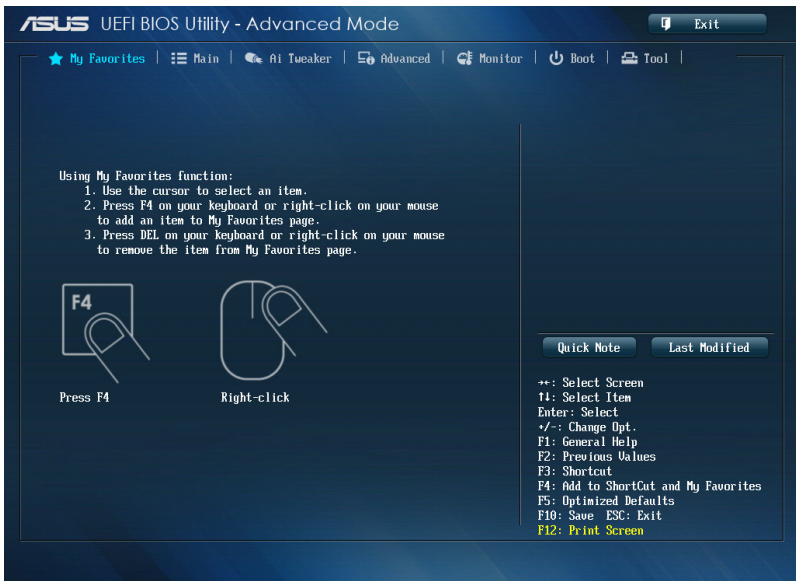 ASUS UEFI BIOS Utility - Advanced Mode
Exit
My Favorites
Main
Ai Tweaker
Advanced
Monitor
Boot
Tool
Using My Favorites function:
1. Use the cursor to select an item.
2. Press F4 on your keyboard or right-click on your mouse
to add an item to My Favorites page.
3. Press DEL on your keyboard or right-click on your mouse
to remove the item from My Favorites page.
F4
Press F4
Right-click
Quick Note
Last Modified
→←: Select Screen
↑↓: Select Item
Enter: Select
+/-: Change Opt.
F1: General Help
F2: Previous Values
F3: Shortcut
F4: Add to ShortCut and My Favorites
F5: Optimized Defaults
F10: Save ESC: Exit
F12: Print Screen